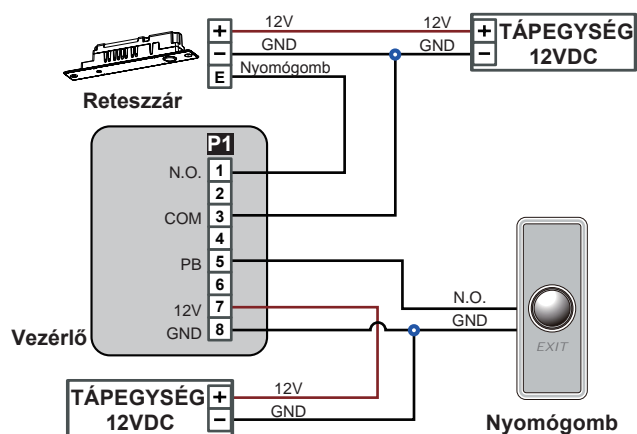 12V 12V
+ + TÁPEGYSÉG
GND GND
− − 12VDC
E Nyomógomb
Reteszzár
P1
N.O. 1
2
COM 3
4
PB 5
6
N.O.
12V 7
GND
Vezérlő GND 8
EXIT
TÁPEGYSÉG + 12V
12VDC − GND
Nyomógomb